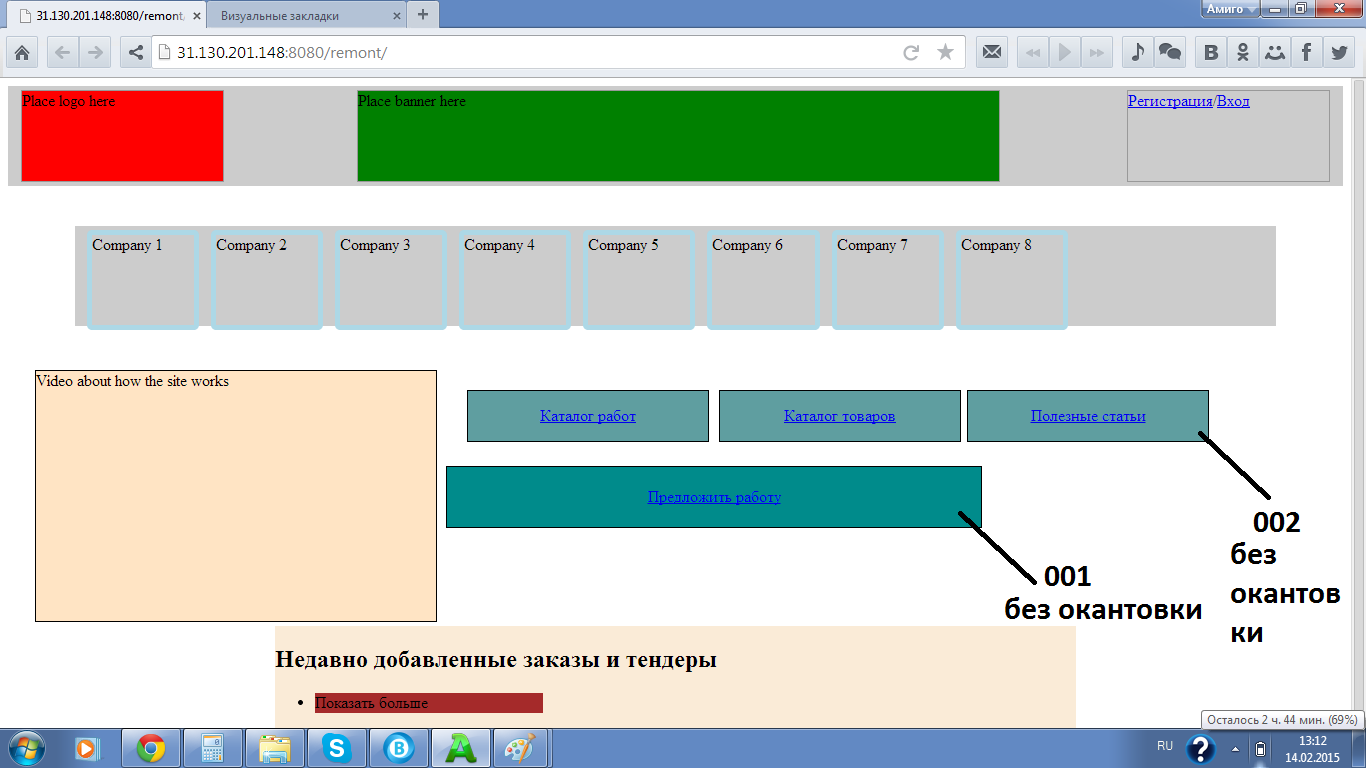 31.130.201.148:8080/remont/
Визуальные закладки
Амиго
31.130.201.148:8080/remont/
Place logo here
Place banner here
Регистрация/Вход
Company 1
Company 2
Company 3
Company 4
Company 5
Company 6
Company 7
Company 8
Video about how the site works
Каталог работ
Каталог товаров
Полезные статьи
Предложить работу
002
без
окантов
ки
001
без окантовки
Недавно добавленные заказы и тендеры
Показать больше
Осталось 2 ч. 44 мин. (69%)
RU
13:12
14.02.2015